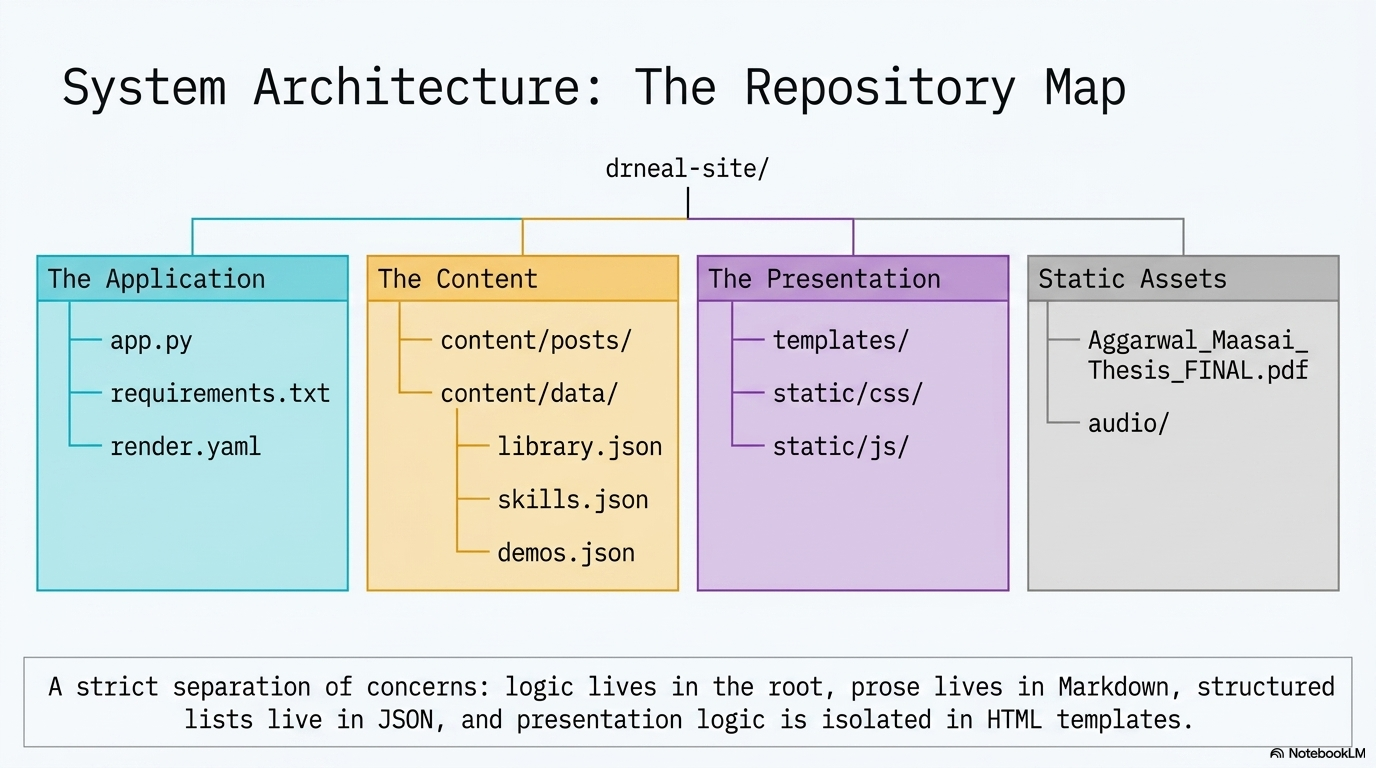 System Architecture: The Repository Map
drneal-site/
The Application
app.py
requirements.txt
render.yaml
The Content
content/posts/
content/data/
library.json
skills.json
demos.json
The Presentation
templates/
static/css/
static/js/
Static Assets
Aggarwal_Maasai_
Thesis_FINAL.pdf
audio/
A strict separation of concerns: logic lives in the root, prose lives in Markdown, structured
lists live in JSON, and presentation logic is isolated in HTML templates.
NotebookLM